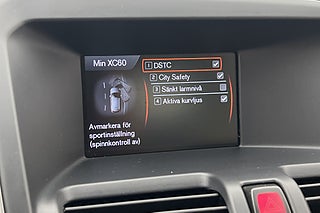 Min XC60
1 DSTC
2 City Safety
3 Sänkt larmnivå
4 Aktiva kurvljus
Avmarkera för
sportinställning
(spinnkontroll av)